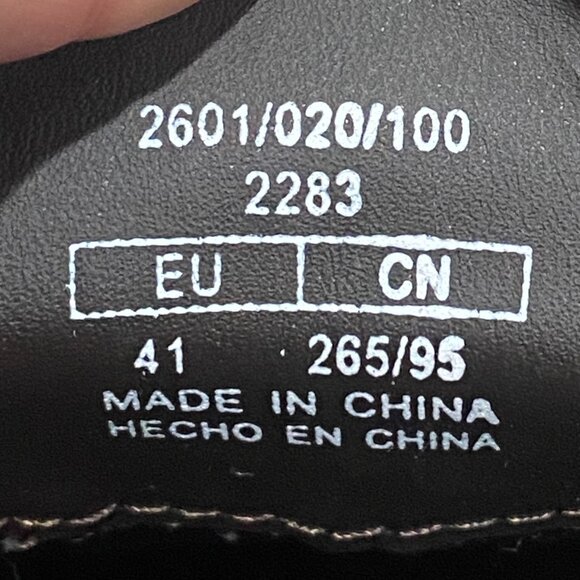 2601/020/100
2283
EU CN
41 265/95
MADE IN CHINA
HECHO EN CHINA